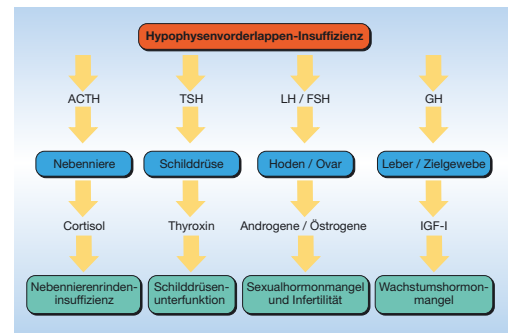 Hypophysenvorderlappen-Insuffizienz
ACTH TSH LH / FSH GH
Nebenniere Schilddrüse Hoden / Ovar Leber / Zielgewebe
Cortisol Thyroxin Androgene / Östrogene IGF-I
Nebennierenrinden- Schilddrüsen- Sexualhormonmangel Wachstumshormon-
insuffizienz unterfunktion und Infertilität mangel